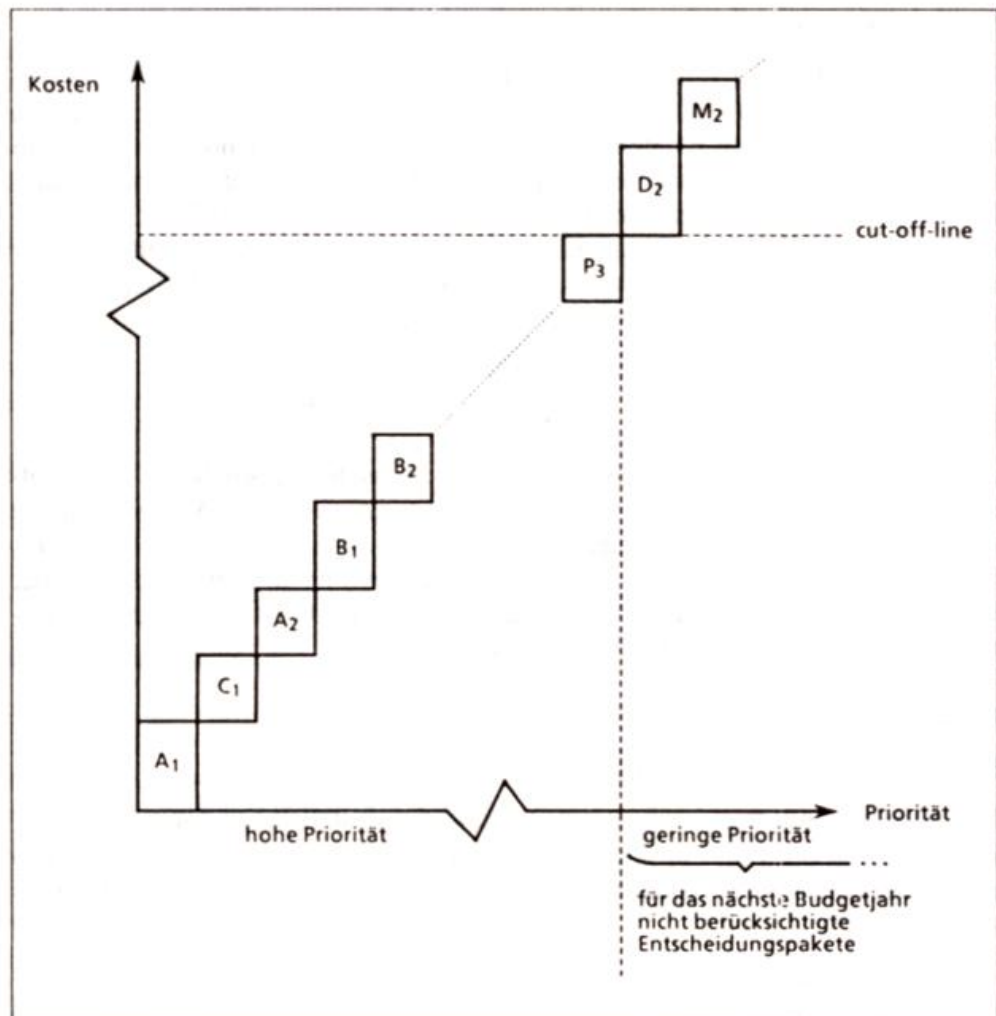 Kosten
M2
D2
cut-off-line
P3
B2
B1
A2
C1
A1
Priorität
hohe Priorität
geringe Priorität
...
für das nächste Budgetjahr
nicht berücksichtigte
Entscheidungspakete